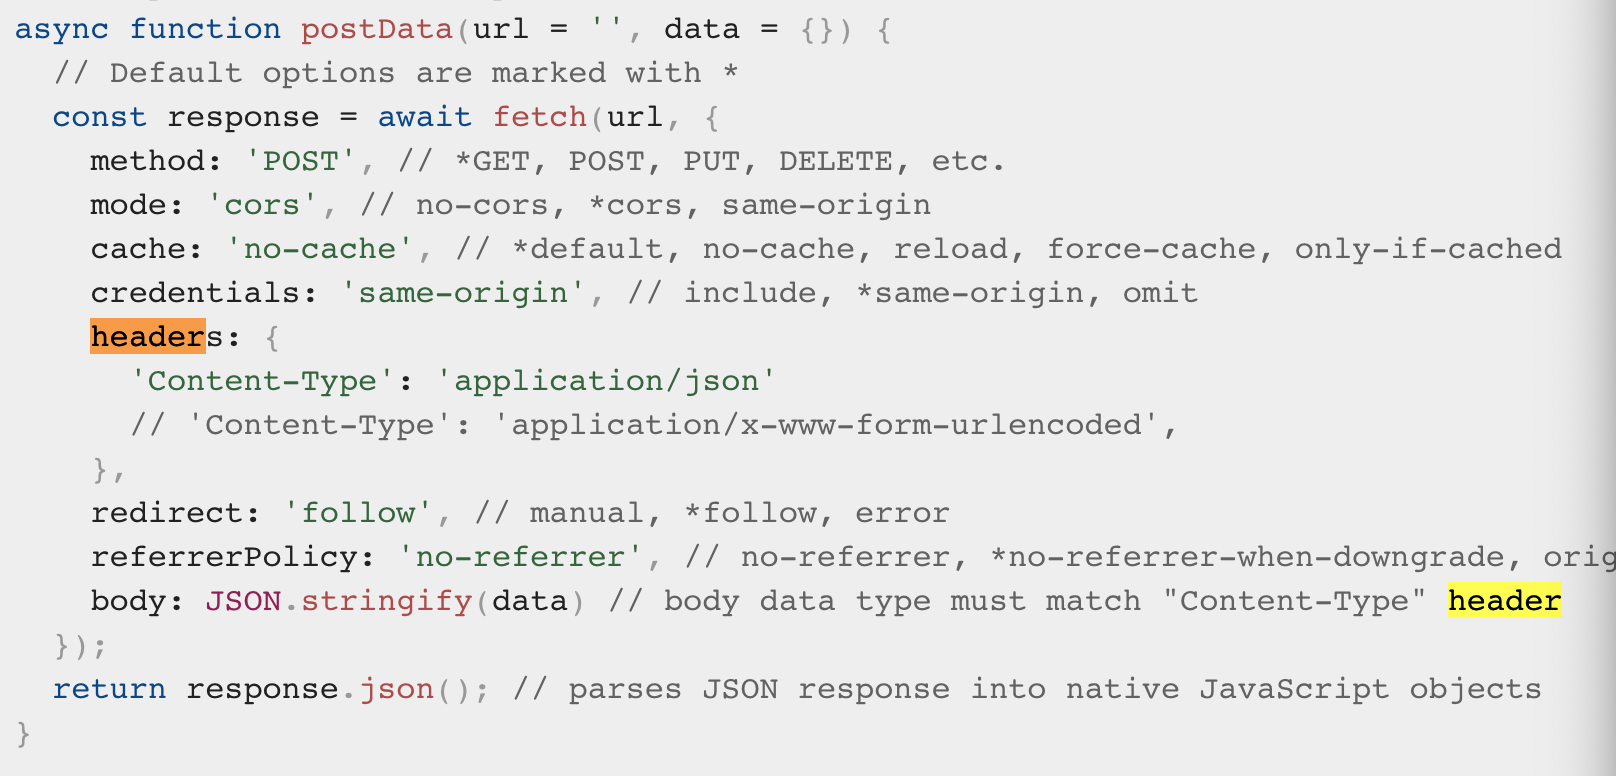 async function postData(url = '', data = {}) {
  // Default options are marked with *
  const response = await fetch(url, {
    method: 'POST', // *GET, POST, PUT, DELETE, etc.
    mode: 'cors', // no-cors, *cors, same-origin
    cache: 'no-cache', // *default, no-cache, reload, force-cache, only-if-cached
    credentials: 'same-origin', // include, *same-origin, omit
    headers: {
      'Content-Type': 'application/json'
      // 'Content-Type': 'application/x-www-form-urlencoded',
    },
    redirect: 'follow', // manual, *follow, error
    referrerPolicy: 'no-referrer', // no-referrer, *no-referrer-when-downgrade, orig
    body: JSON.stringify(data) // body data type must match "Content-Type" header
  });
  return response.json(); // parses JSON response into native JavaScript objects
}